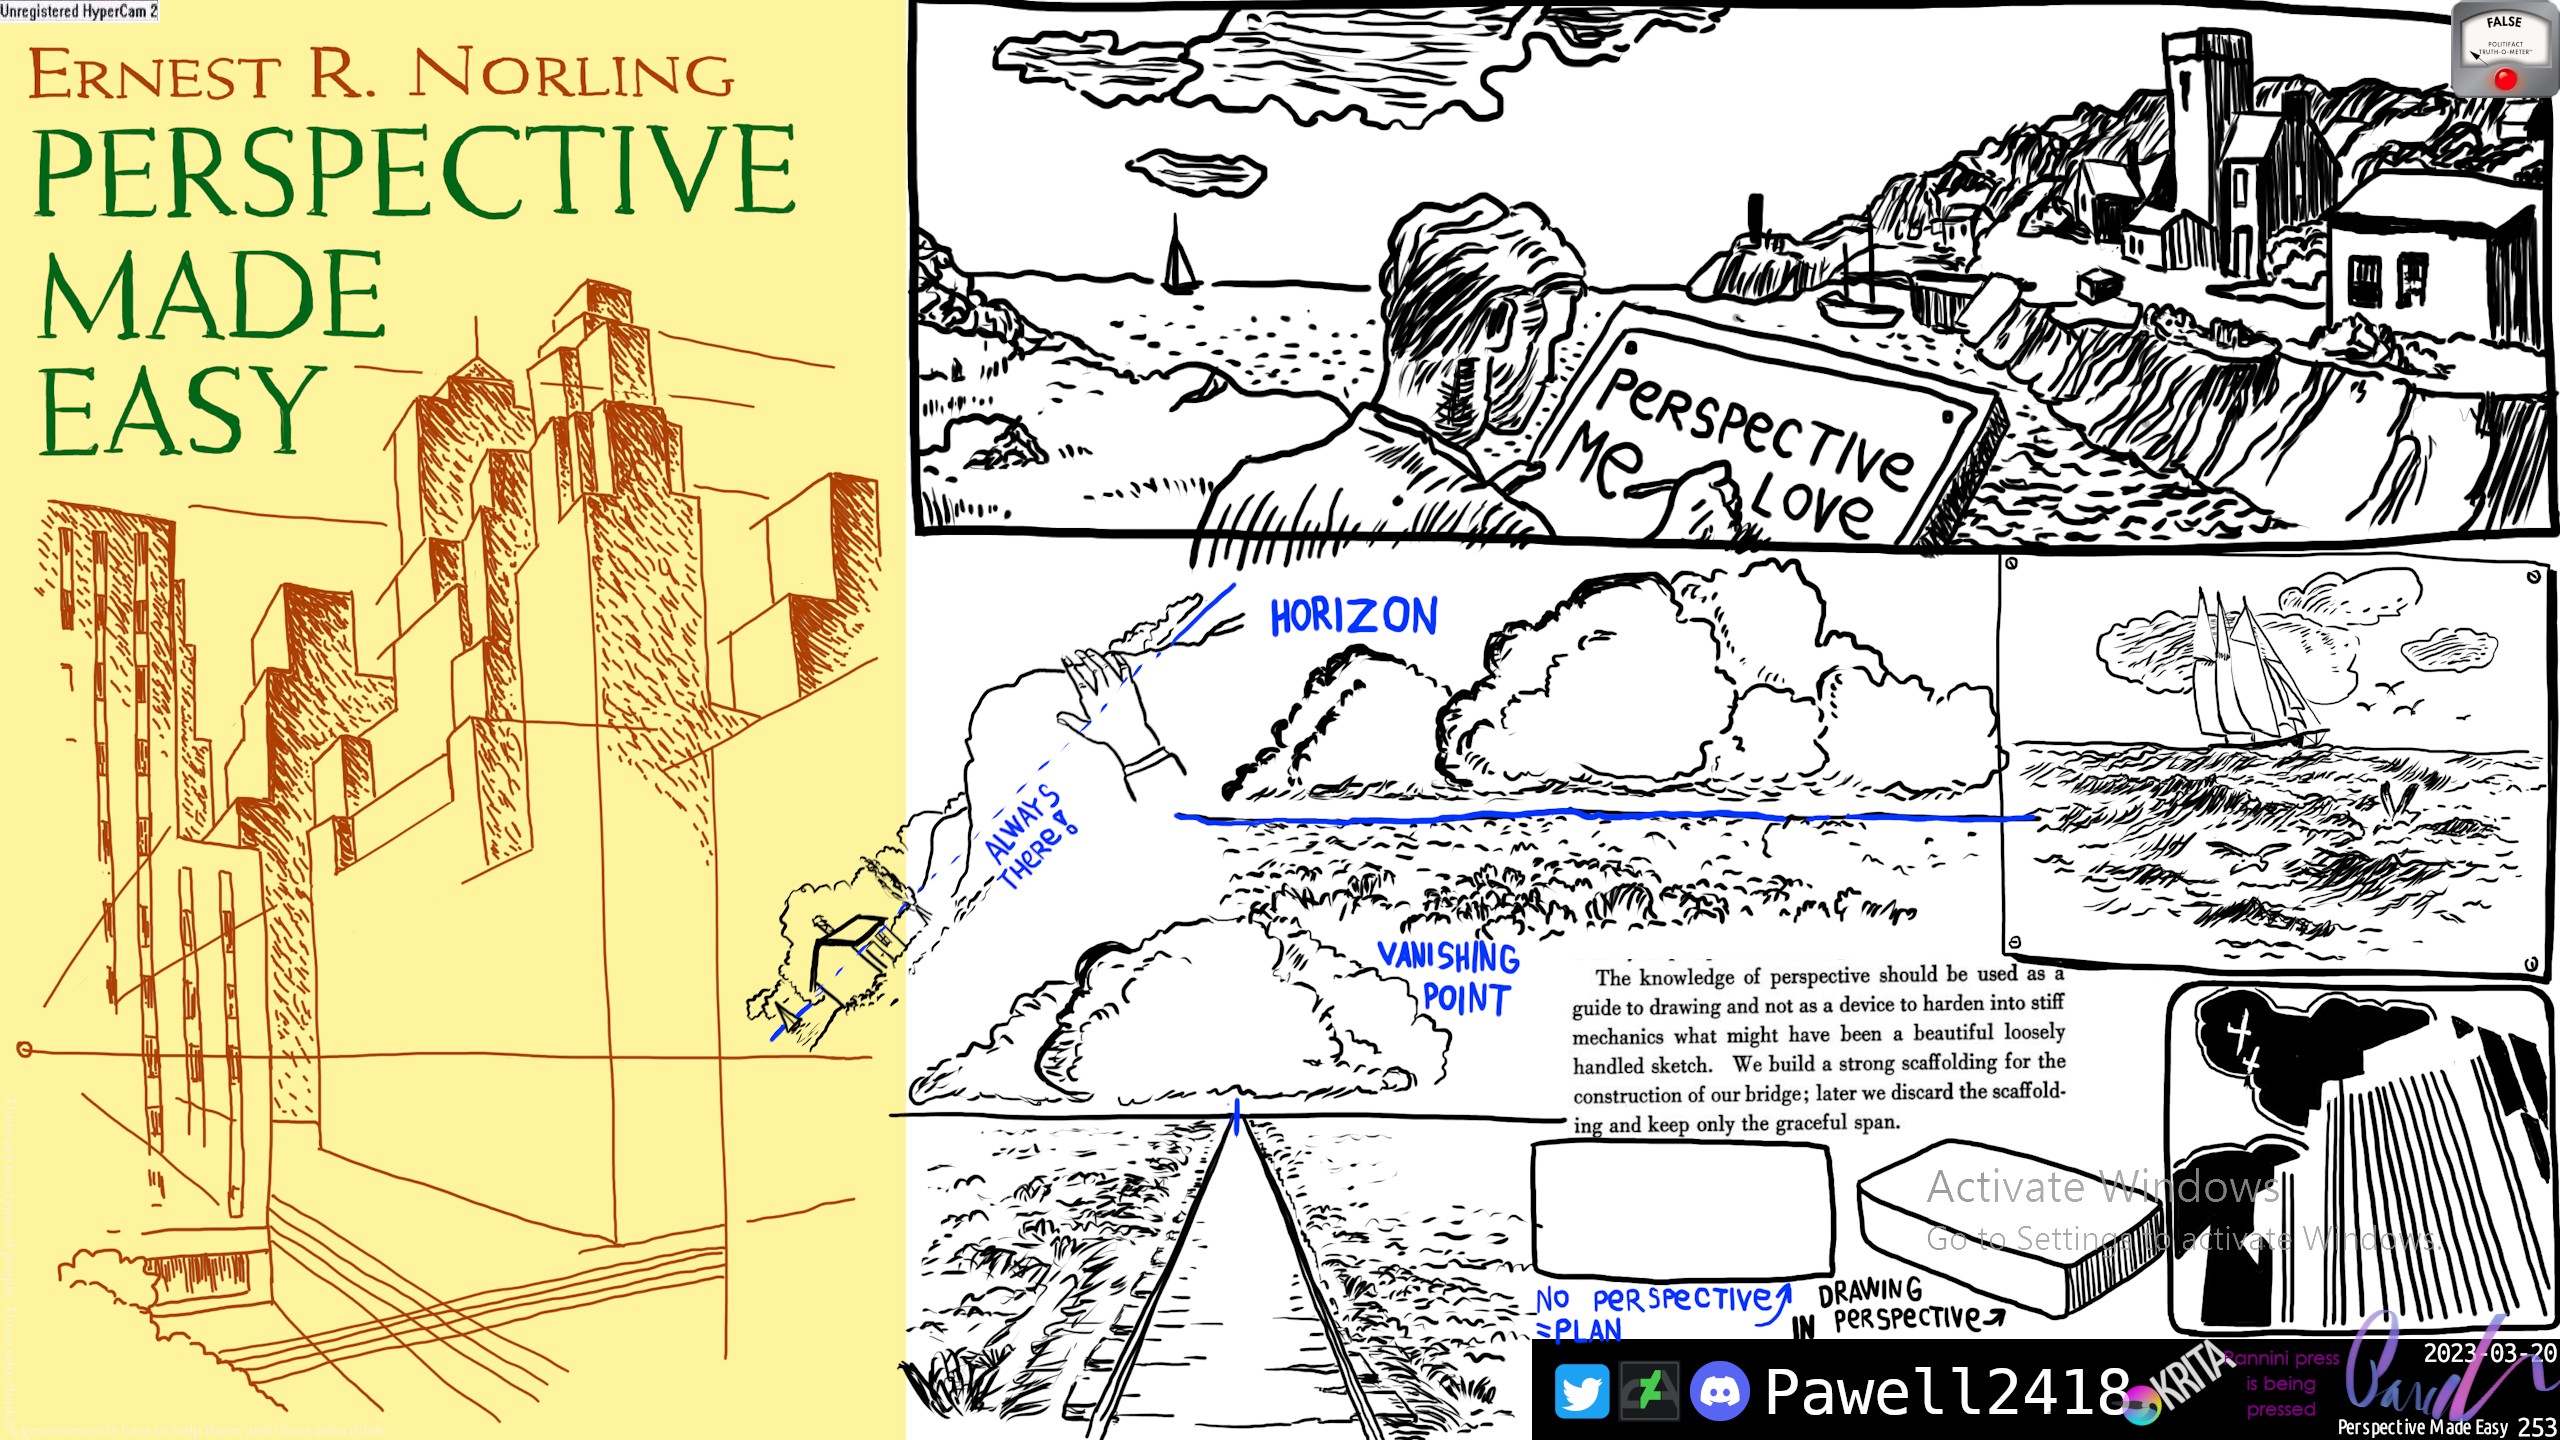 Unregistered HyperCam 2
ERNEST R. NORLING
PERSPECTIVE
MADE
EASY
FALSE
POLITIFACT
TRUTH-O-METER™
PERSPECTIVE
ME LOVE
HORIZON
ALWAYS
THERE!
VANISHING
POINT
The knowledge of perspective should be used as a
guide to drawing and not as a device to harden into stiff
mechanics what might have been a beautiful loosely
handled sketch. We build a strong scaffolding for the
construction of our bridge; later we discard the scaffold-
ing and keep only the graceful span.
NO PERSPECTIVE
=PLAN
DRAWING
IN PERSPECTIVE
Activate Windows
Go to Settings to activate Windows.
Pawell2418
KRITA
Pannini press
is being
pressed
2023-03-20
Perspective Made Easy 253